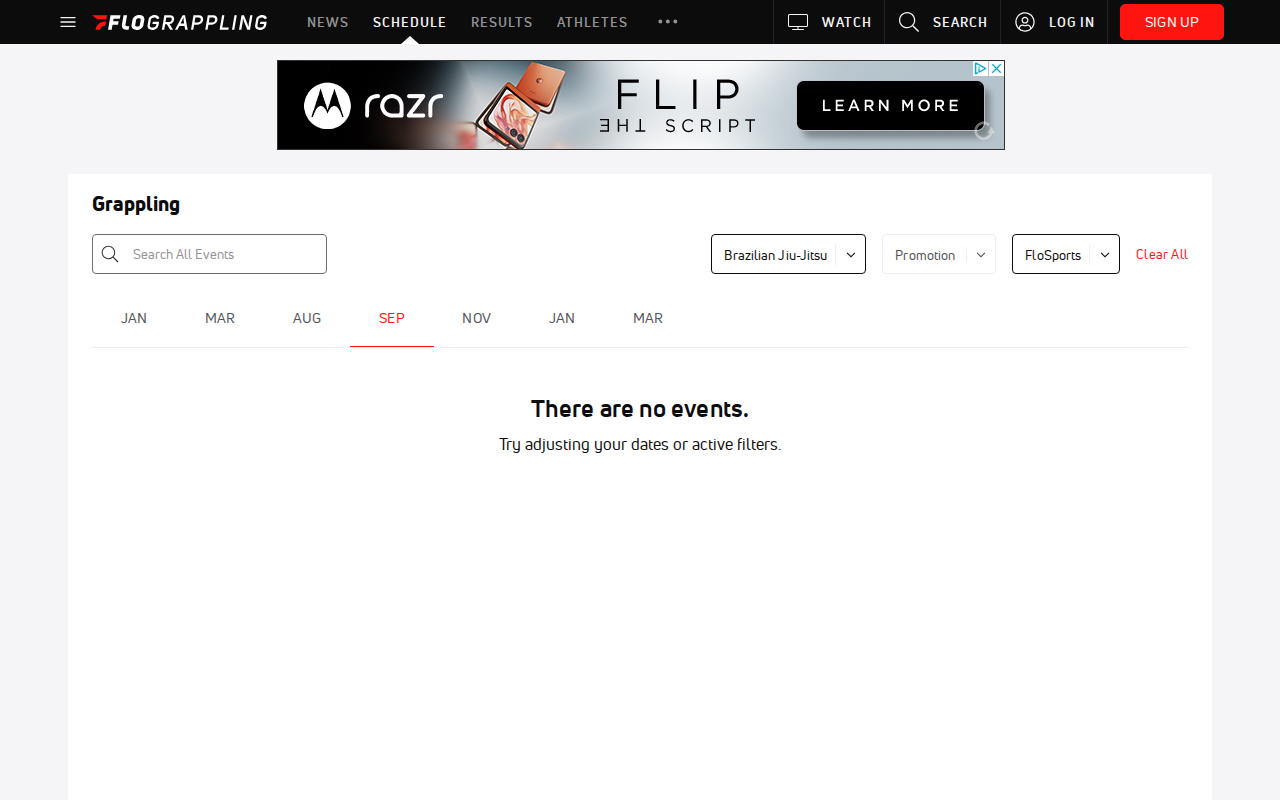 FLOGRAPPLING NEWS SCHEDULE RESULTS ATHLETES WATCH SEARCH LOG IN SIGN UP
razr FLIP THE SCRIPT LEARN MORE
Grappling
Search All Events Brazilian Jiu-Jitsu Promotion FloSports Clear All
JAN MAR AUG SEP NOV JAN MAR
There are no events.
Try adjusting your dates or active filters.